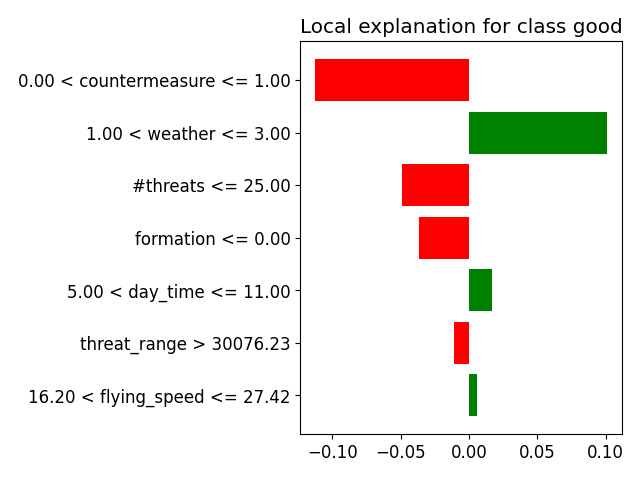 Local explanation for class good
0.00 < countermeasure <= 1.00
1.00 < weather <= 3.00
#threats <= 25.00
formation <= 0.00
5.00 < day_time <= 11.00
threat_range > 30076.23
16.20 < flying_speed <= 27.42
−0.10 −0.05 0.00 0.05 0.10